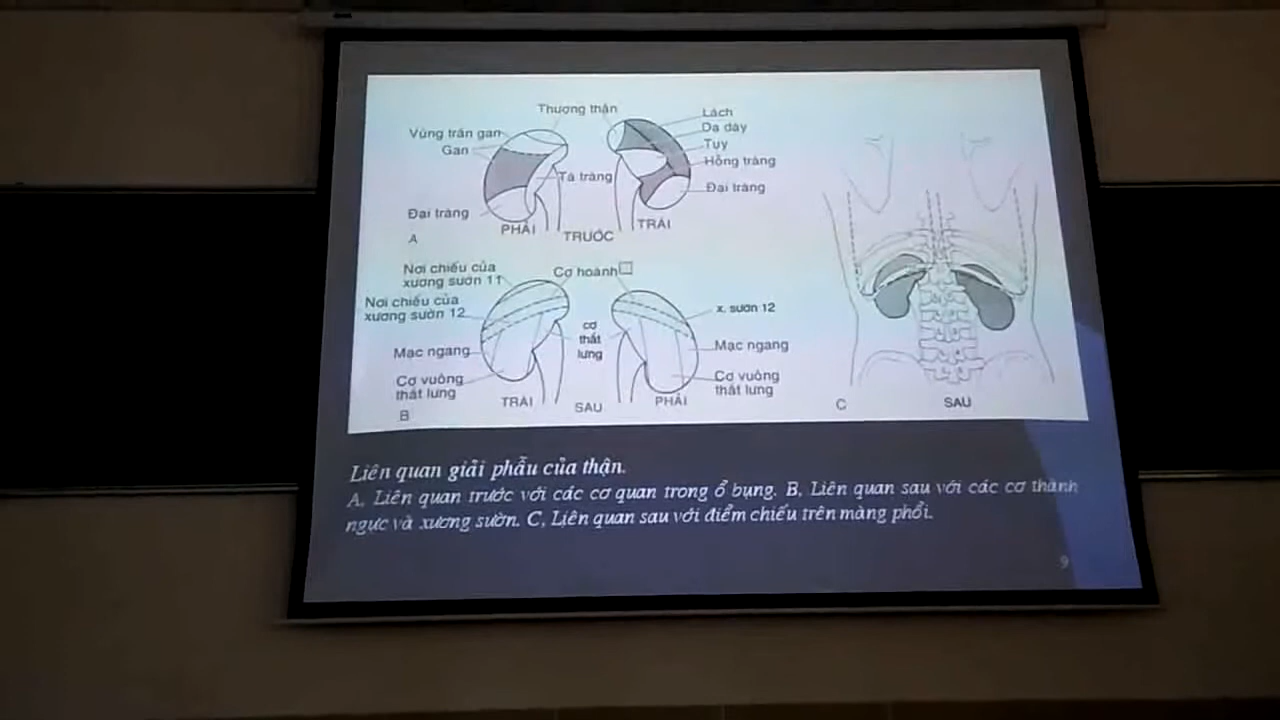 Thượng thận
Vùng trần gan
Gan
Tá tràng
Đại tràng
PHẢI
A
TRƯỚC
Lách
Dạ dày
Tụy
Hỗng tràng
Đại tràng
TRÁI
Nơi chiếu của
xương sườn 11
Nơi chiếu của
xương sườn 12
Mạc ngang
Cơ vuông
thắt lưng
B
TRÁI
Cơ hoành
cơ
thắt
lưng
SAU
x. sườn 12
Mạc ngang
Cơ vuông
thắt lưng
PHẢI
C
SAU
Liên quan giải phẫu của thận.
A, Liên quan trước với các cơ quan trong ổ bụng. B, Liên quan sau với các cơ thành
ngực và xương sườn. C, Liên quan sau với điểm chiếu trên màng phổi.
9